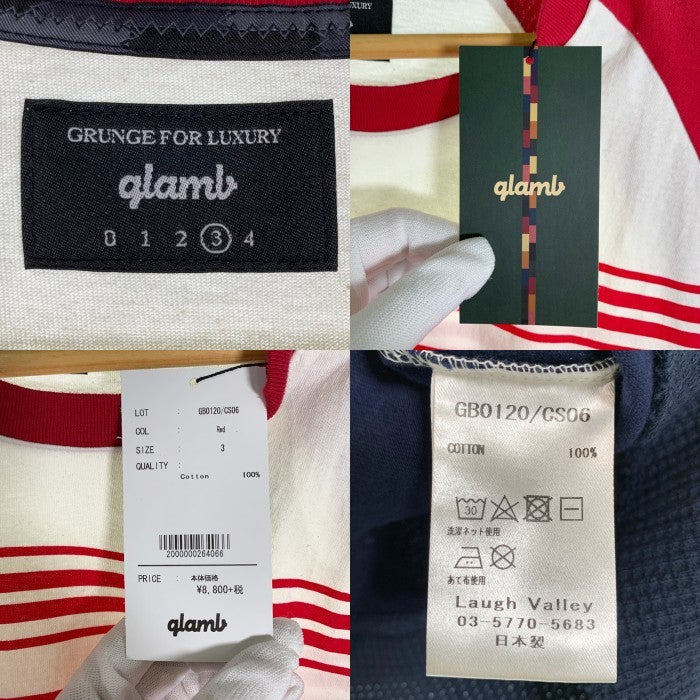 GRUNGE FOR LUXURY
glamb
0 1 2 3 4
LUXURY
glamb
LOT : GB0120/CS06
COL : Red
SIZE : 3
QUALITY :
Cotton 100%
2000000264066
PRICE : 本体価格
¥8,800+税
glamb
GB0120/CS06
COTTON 100%
30
洗濯ネット使用
あて布使用
Laugh Valley
03-5770-5683
日本製